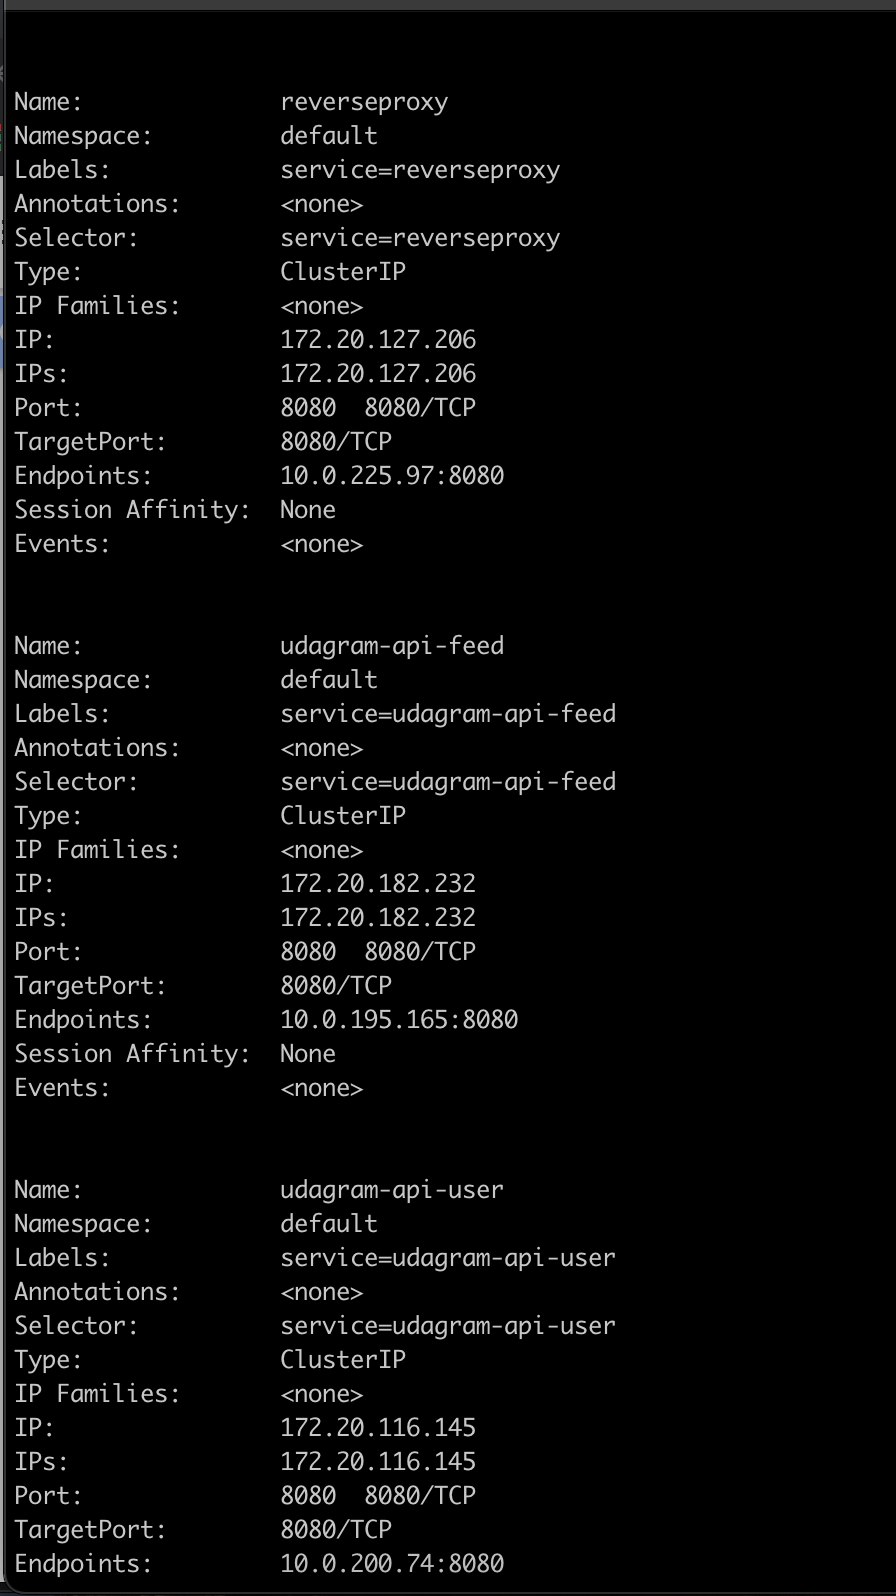 Name:              reverseproxy
Namespace:         default
Labels:            service=reverseproxy
Annotations:       <none>
Selector:          service=reverseproxy
Type:              ClusterIP
IP Families:       <none>
IP:                172.20.127.206
IPs:               172.20.127.206
Port:              8080  8080/TCP
TargetPort:        8080/TCP
Endpoints:         10.0.225.97:8080
Session Affinity:  None
Events:            <none>
Name:              udagram-api-feed
Namespace:         default
Labels:            service=udagram-api-feed
Annotations:       <none>
Selector:          service=udagram-api-feed
Type:              ClusterIP
IP Families:       <none>
IP:                172.20.182.232
IPs:               172.20.182.232
Port:              8080  8080/TCP
TargetPort:        8080/TCP
Endpoints:         10.0.195.165:8080
Session Affinity:  None
Events:            <none>
Name:              udagram-api-user
Namespace:         default
Labels:            service=udagram-api-user
Annotations:       <none>
Selector:          service=udagram-api-user
Type:              ClusterIP
IP Families:       <none>
IP:                172.20.116.145
IPs:               172.20.116.145
Port:              8080  8080/TCP
TargetPort:        8080/TCP
Endpoints:         10.0.200.74:8080